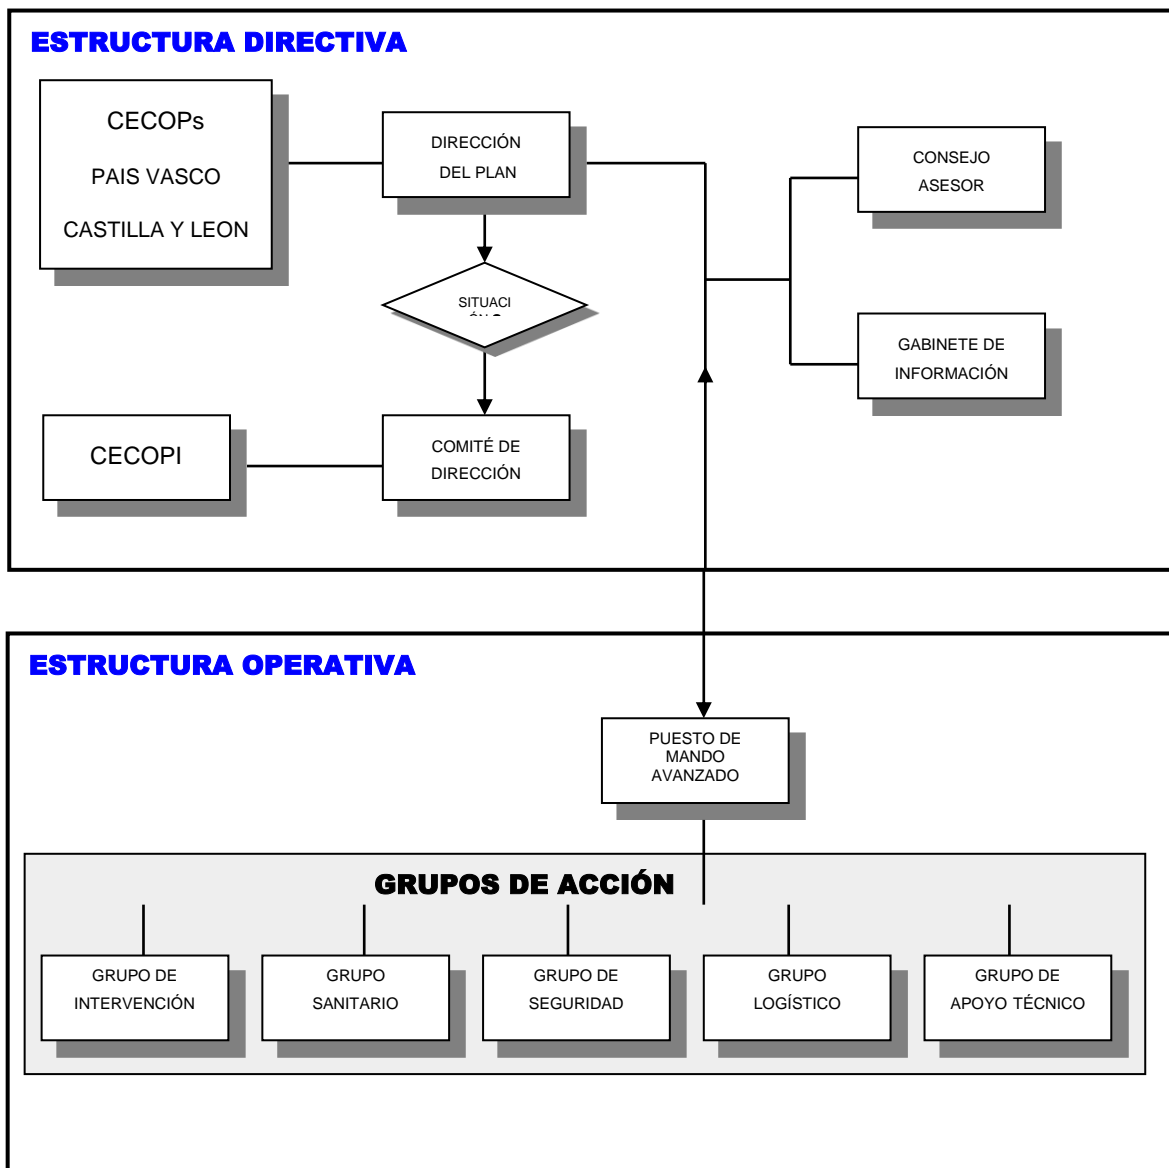 ESTRUCTURA DIRECTIVA
CECOPs
PAIS VASCO
CASTILLA Y LEON
DIRECCIÓN
DEL PLAN
CONSEJO
ASESOR
SITUACI
GABINETE DE
INFORMACIÓN
CECOPI
COMITÉ DE
DIRECCIÓN
ESTRUCTURA OPERATIVA
PUESTO DE
MANDO
AVANZADO
GRUPOS DE ACCIÓN
GRUPO DE
INTERVENCIÓN
GRUPO
SANITARIO
GRUPO DE
SEGURIDAD
GRUPO
LOGÍSTICO
GRUPO DE
APOYO TÉCNICO